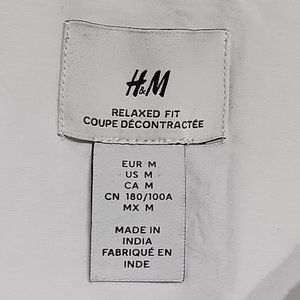 H&M
RELAXED FIT
COUPE DÉCONTRACTÉE
EUR M
US M
CA M
CN 180/100A
MX M
MADE IN
INDIA
FABRIQUÉ EN
INDE